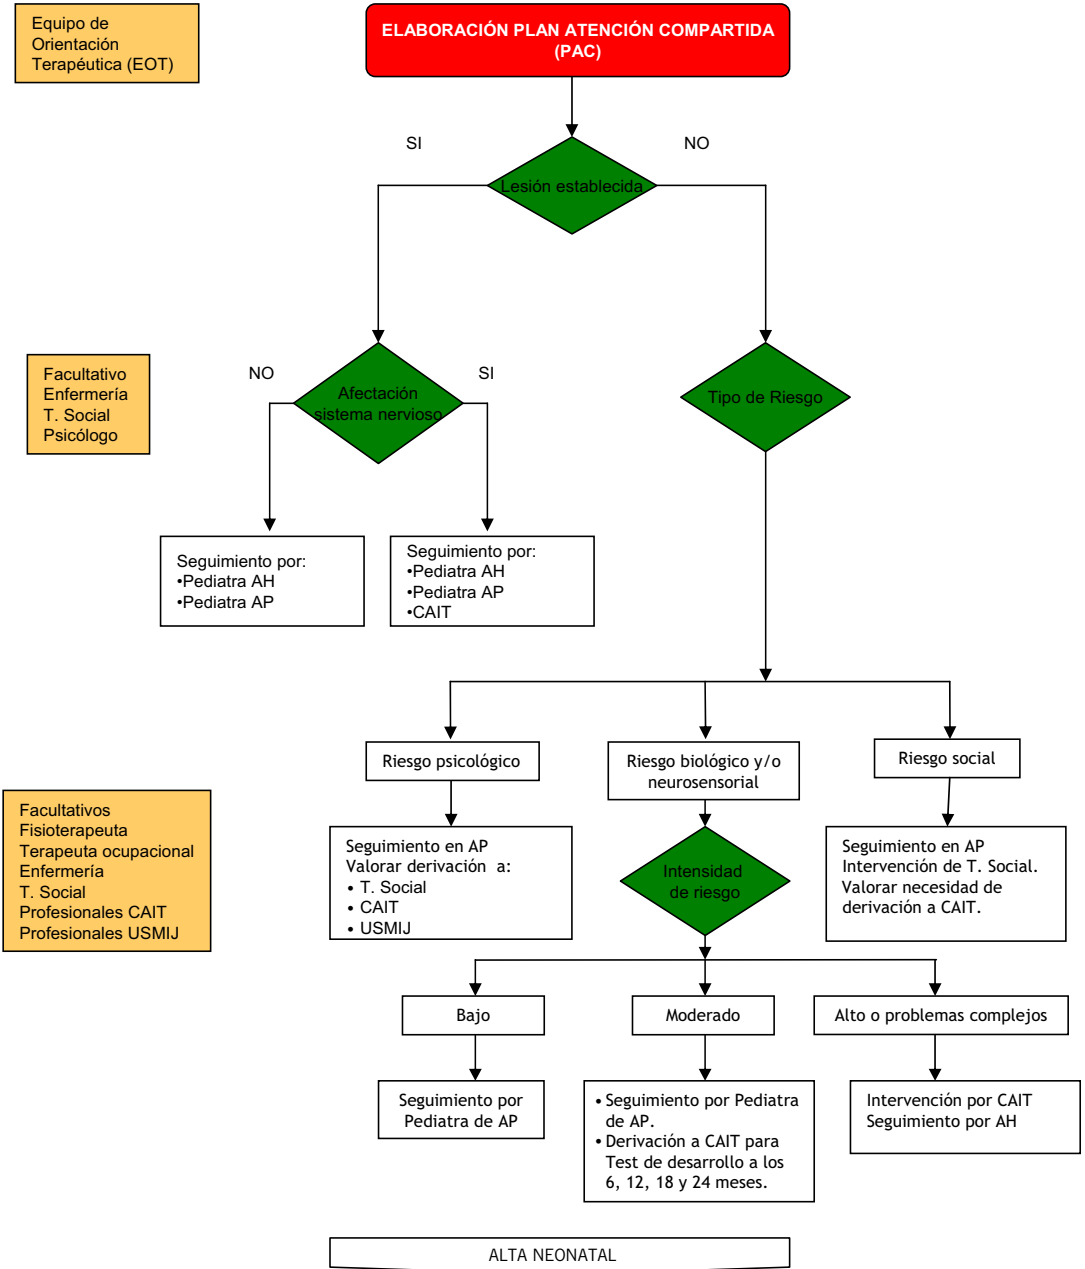 Equipo de
Orientación
Terapéutica (EOT)
ELABORACIÓN PLAN ATENCIÓN COMPARTIDA
(PAC)
SI
NO
Lesión establecida
Facultativo
Enfermería
T. Social
Psicólogo
NO
SI
Afectación
sistema nervioso
Tipo de Riesgo
Seguimiento por:
•Pediatra AH
•Pediatra AP
Seguimiento por:
•Pediatra AH
•Pediatra AP
•CAIT
Riesgo psicológico
Riesgo biológico y/o
neurosensorial
Riesgo social
Facultativos
Fisioterapeuta
Terapeuta ocupacional
Enfermería
T. Social
Profesionales CAIT
Profesionales USMIJ
Seguimiento en AP
Valorar derivación a:
• T. Social
• CAIT
• USMIJ
Intensidad
de riesgo
Seguimiento en AP
Intervención de T. Social.
Valorar necesidad de
derivación a CAIT.
Bajo
Moderado
Alto o problemas complejos
Seguimiento por
Pediatra de AP
• Seguimiento por Pediatra
de AP.
• Derivación a CAIT para
Test de desarrollo a los
6, 12, 18 y 24 meses.
Intervención por CAIT
Seguimiento por AH
ALTA NEONATAL